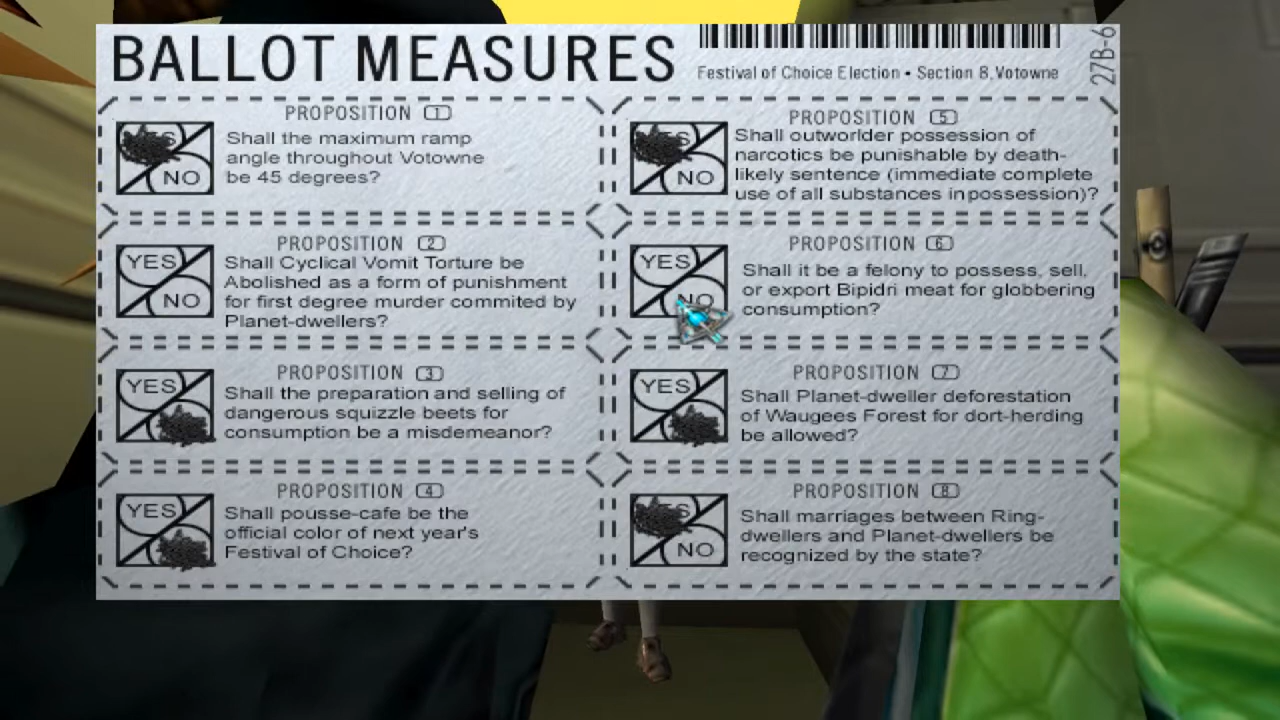 BALLOT MEASURES
Festival of Choice Election • Section 8, Votowne
27B-6
PROPOSITION 1
NO
Shall the maximum ramp
angle throughout Votowne
be 45 degrees?
PROPOSITION 2
YES
NO
Shall Cyclical Vomit Torture be
Abolished as a form of punishment
for first degree murder commited by
Planet-dwellers?
PROPOSITION 3
YES
Shall the preparation and selling of
dangerous squizzle beets for
consumption be a misdemeanor?
PROPOSITION 4
YES
Shall pousse-cafe be the
official color of next year's
Festival of Choice?
PROPOSITION 5
NO
Shall outworlder possession of
narcotics be punishable by death-
likely sentence (immediate complete
use of all substances in possession)?
PROPOSITION 6
YES
NO
Shall it be a felony to possess, sell,
or export Bipidri meat for globbering
consumption?
PROPOSITION 7
YES
Shall Planet-dweller deforestation
of Waugees Forest for dort-herding
be allowed?
PROPOSITION 8
NO
Shall marriages between Ring-
dwellers and Planet-dwellers be
recognized by the state?